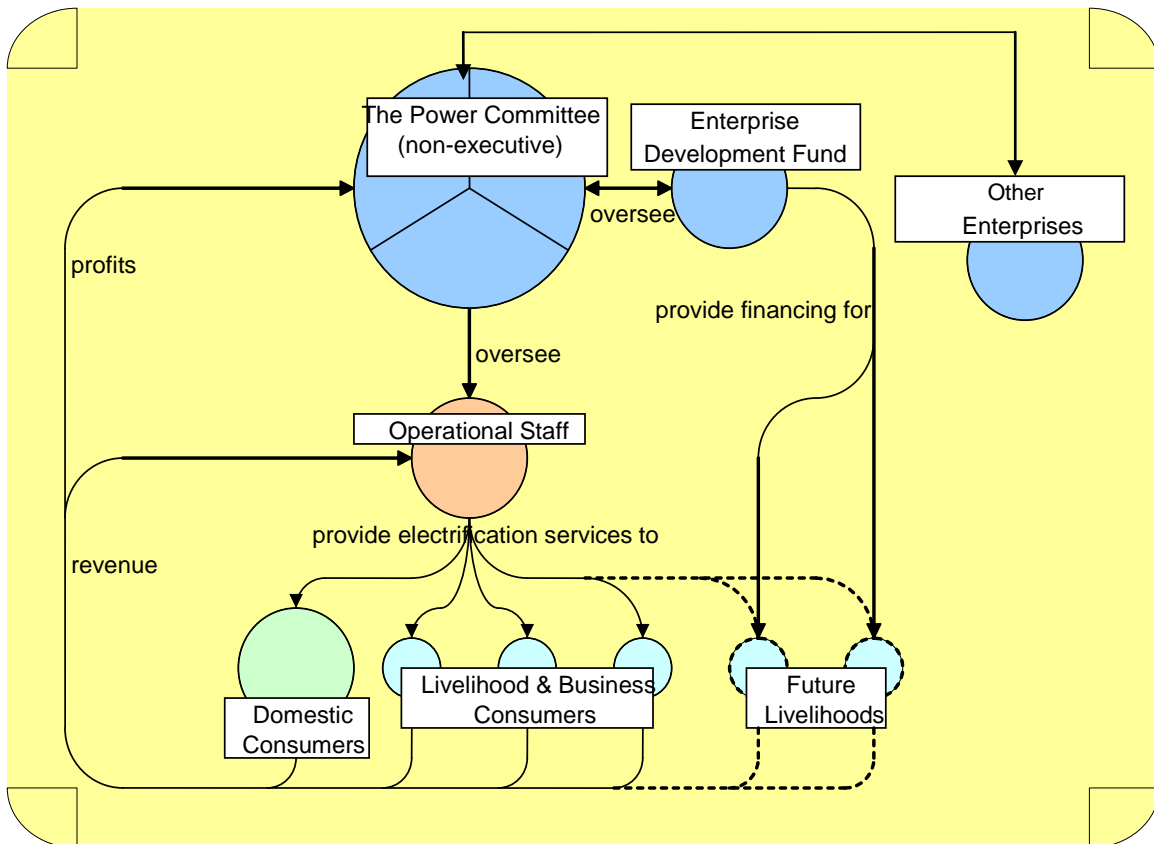 The Power Committee
(non-executive)
Enterprise
Development Fund
Other
Enterprises
oversee
profits
provide financing for
oversee
Operational Staff
provide electrification services to
revenue
Livelihood & Business
Consumers
Future
Livelihoods
Domestic
Consumers